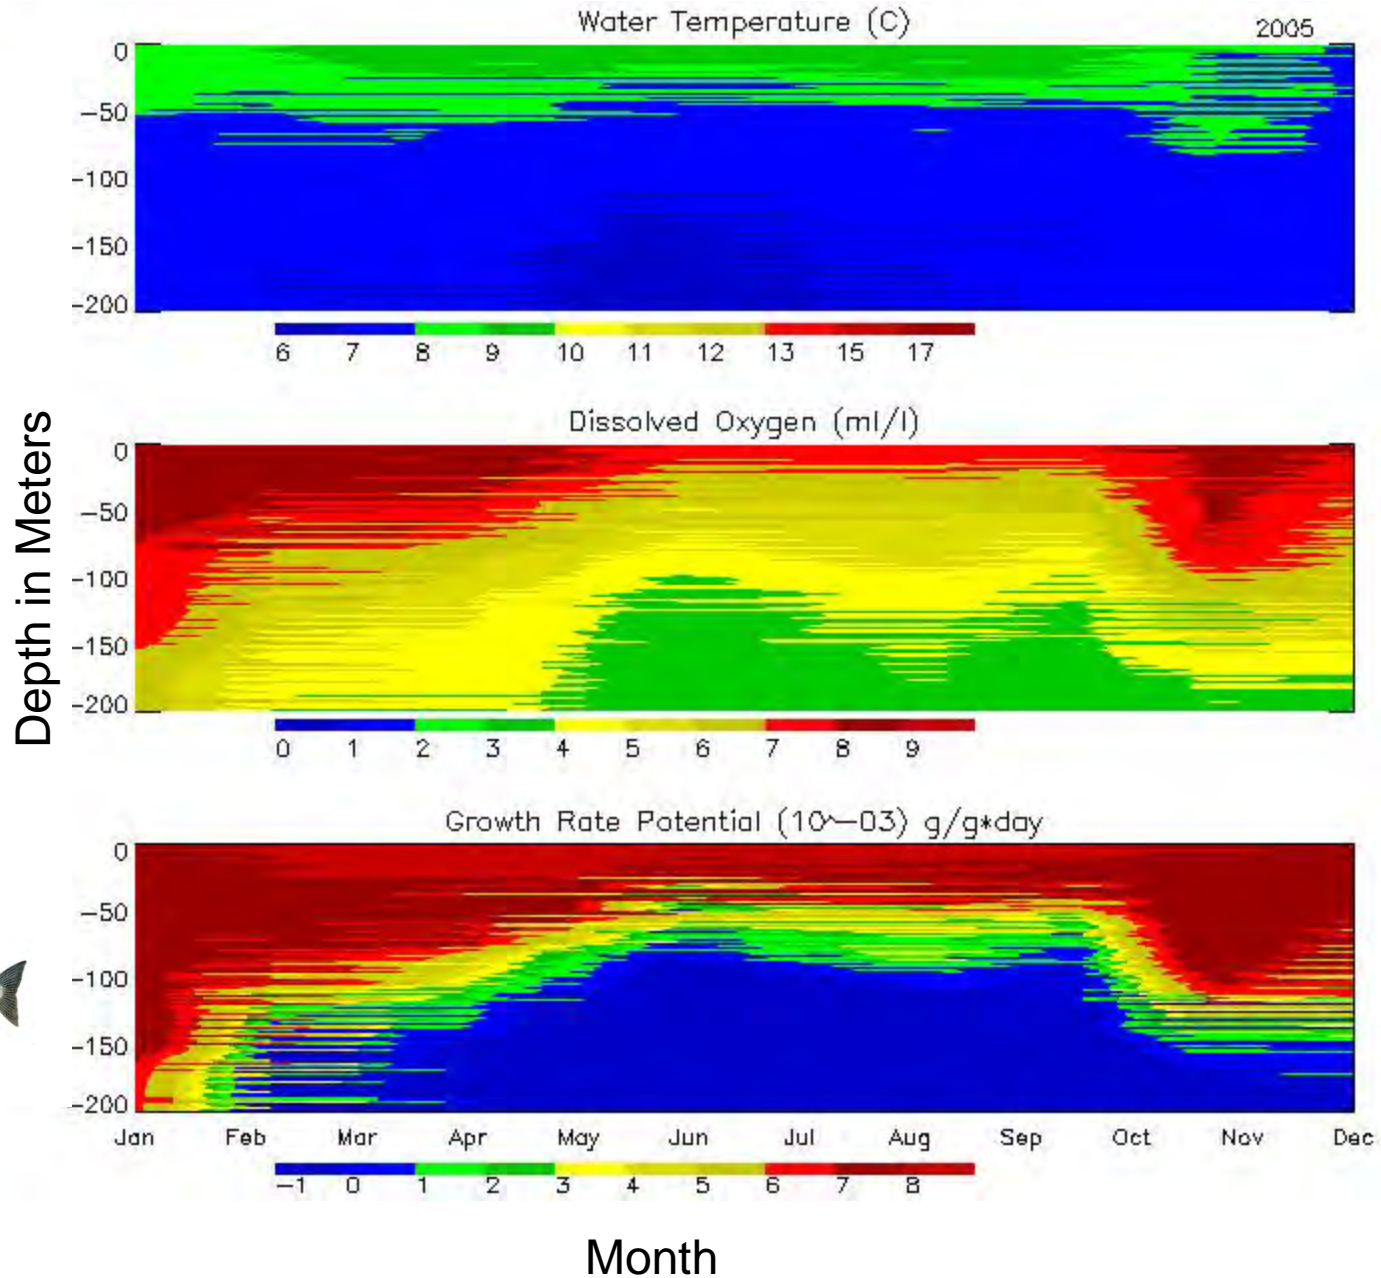 Water Temperature (C)
2005
0
−50
−100
−150
−200
6 7 8 9 10 11 12 13 15 17
Depth in Meters
Dissolved Oxygen (ml/l)
0
−50
−100
−150
−200
0 1 2 3 4 5 6 7 8 9
Growth Rate Potential (10^−03) g/g*day
0
−50
−100
−150
−200
Jan Feb Mar Apr May Jun Jul Aug Sep Oct Nov Dec
−1 0 1 2 3 4 5 6 7 8
Month